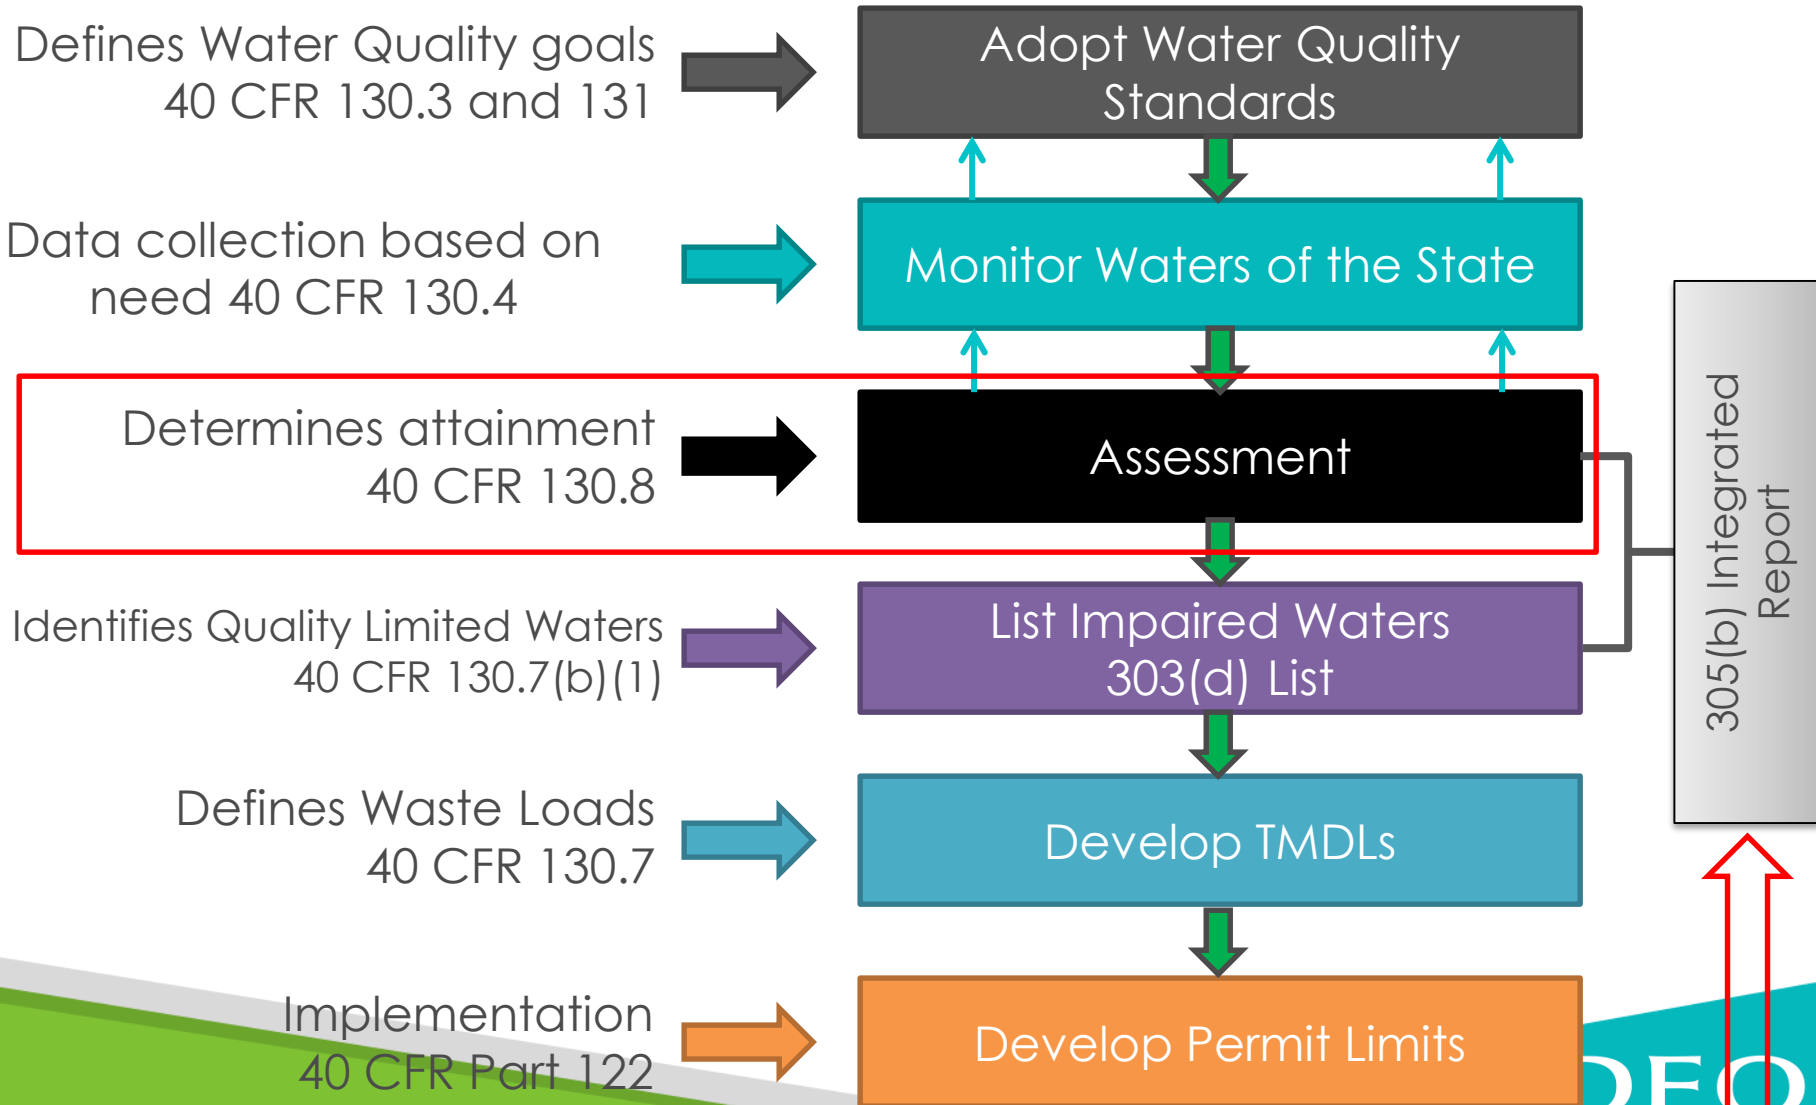 Defines Water Quality goals
40 CFR 130.3 and 131
Adopt Water Quality
Standards
Data collection based on
need 40 CFR 130.4
Monitor Waters of the State
Determines attainment
40 CFR 130.8
Assessment
Identifies Quality Limited Waters
40 CFR 130.7(b)(1)
List Impaired Waters
303(d) List
Defines Waste Loads
40 CFR 130.7
Develop TMDLs
Implementation
40 CFR Part 122
Develop Permit Limits
305(b) Integrated
Report
DEQ